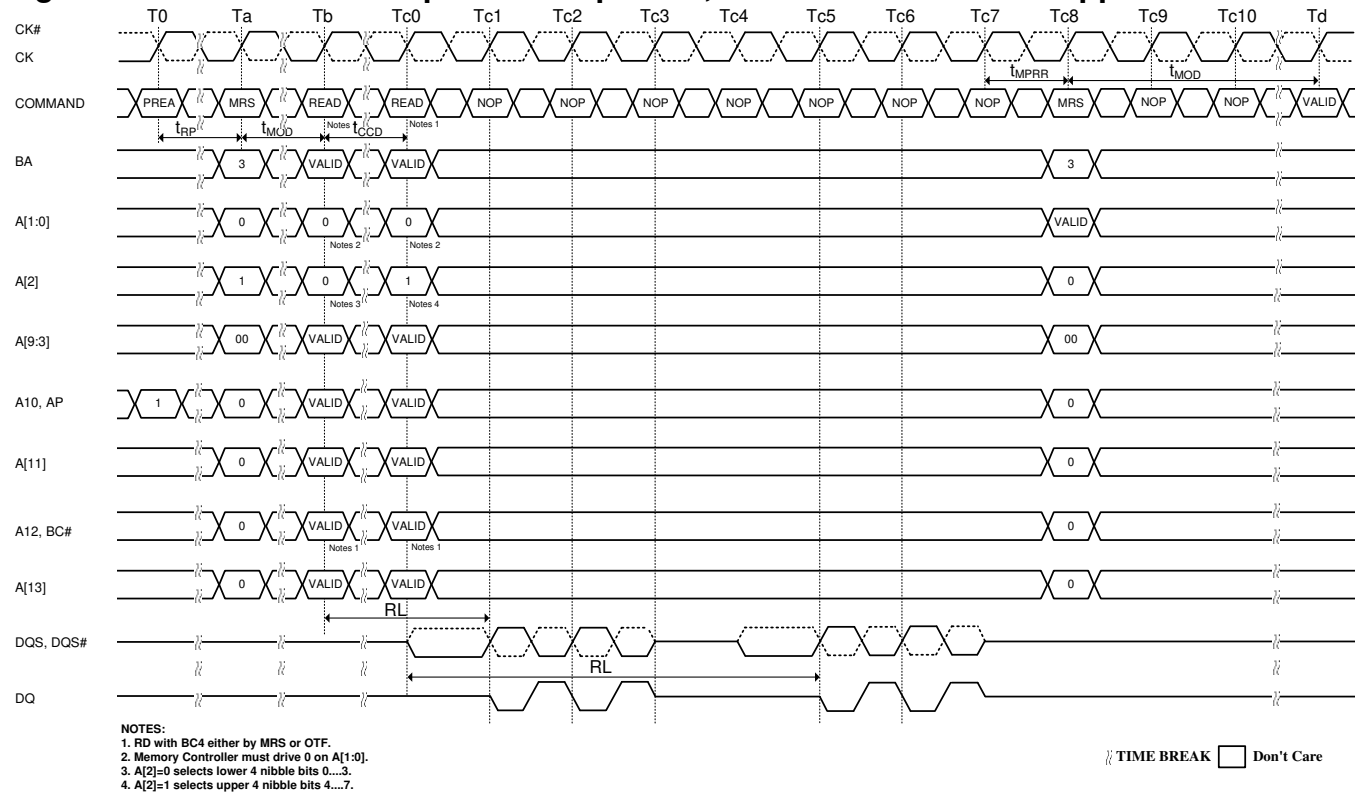 T0 Ta Tb Tc0 Tc1 Tc2 Tc3 Tc4 Tc5 Tc6 Tc7 Tc8 Tc9 Tc10 Td
CK#
CK
tMPRR tMOD
COMMAND PREA MRS READ READ NOP NOP NOP NOP NOP NOP NOP MRS NOP NOP VALID
Notes 1 Notes 1
tRP tMOD tCCD
BA 3 VALID VALID 3
A[1:0] 0 0 0 VALID
Notes 2 Notes 2
A[2] 1 0 1 0
Notes 3 Notes 4
A[9:3] 00 VALID VALID 00
A10, AP 1 0 VALID VALID 0
A[11] 0 VALID VALID 0
A12, BC# 0 VALID VALID 0
Notes 1 Notes 1
A[13] 0 VALID VALID 0
RL
DQS, DQS#
RL
DQ
NOTES:
1. RD with BC4 either by MRS or OTF.
2. Memory Controller must drive 0 on A[1:0].
3. A[2]=0 selects lower 4 nibble bits 0....3.
4. A[2]=1 selects upper 4 nibble bits 4....7.
TIME BREAK Don't Care